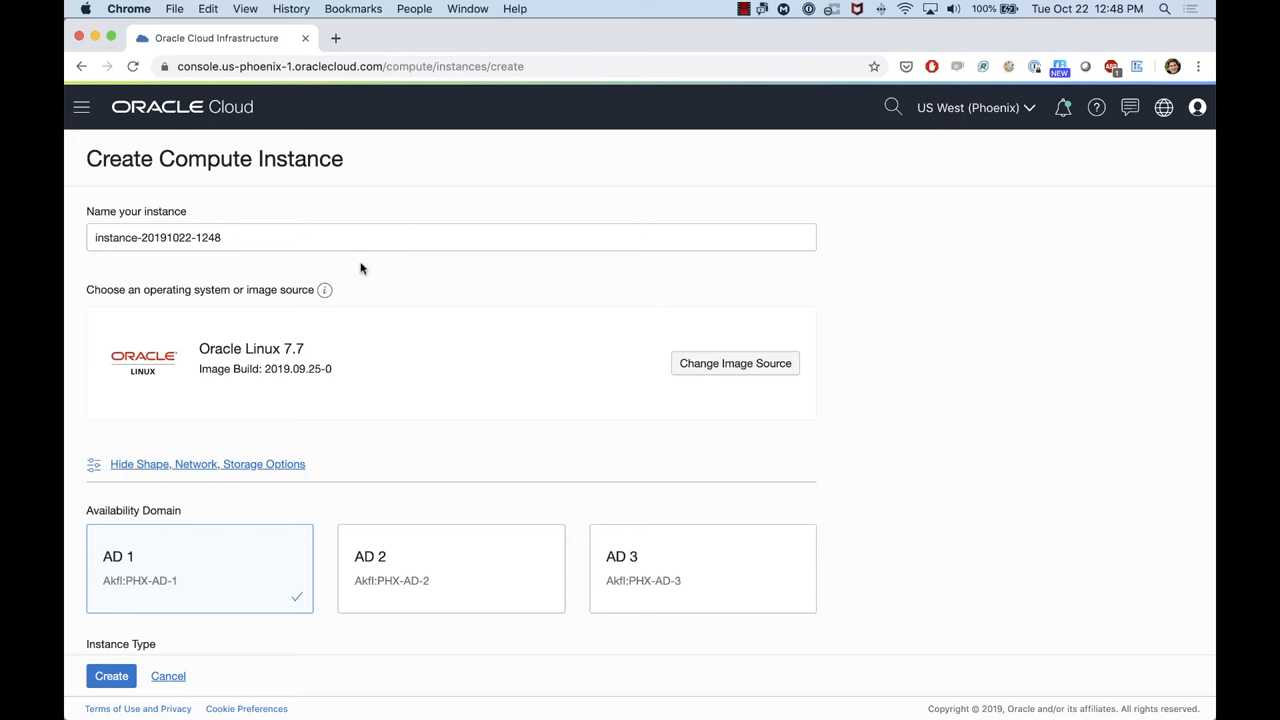 Chrome File Edit View History Bookmarks People Window Help 100% Tue Oct 22 12:48 PM
Oracle Cloud Infrastructure
console.us-phoenix-1.oraclecloud.com/compute/instances/create
NEW
1
ORACLE Cloud
US West (Phoenix)
Create Compute Instance
Name your instance
instance-20191022-1248
Choose an operating system or image source
ORACLE
LINUX
Oracle Linux 7.7
Image Build: 2019.09.25-0
Change Image Source
Hide Shape, Network, Storage Options
Availability Domain
AD 1
Akfl:PHX-AD-1
AD 2
Akfl:PHX-AD-2
AD 3
Akfl:PHX-AD-3
Instance Type
Create Cancel
Terms of Use and Privacy Cookie Preferences
Copyright © 2019, Oracle and/or its affiliates. All rights reserved.